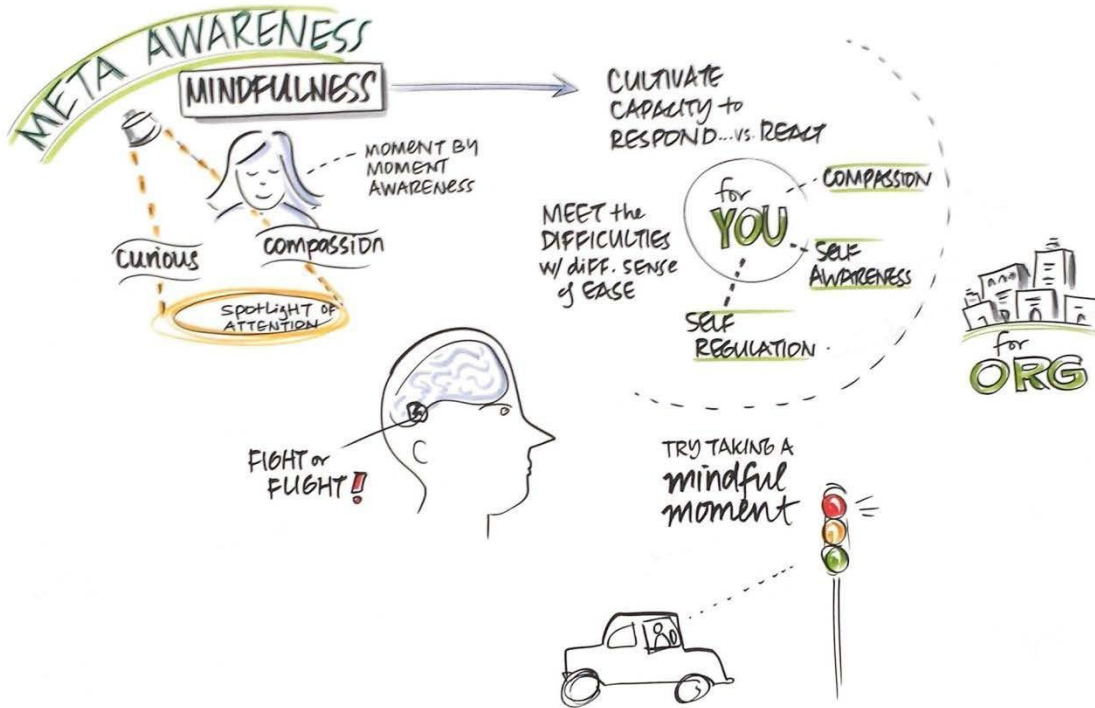 META AWARENESS
MINDFULNESS
MOMENT BY
MOMENT
AWARENESS
curious
compassion
SPOTLIGHT OF
ATTENTION
CULTIVATE
CAPACITY to
RESPOND...vs. REACT
for
YOU
COMPASSION
SELF
AWARENESS
SELF
REGULATION
MEET the
DIFFICULTIES
w/ diff. SENSE
of EASE
for
ORG
FIGHT or
FLIGHT!
TRY TAKING A
mindful
moment